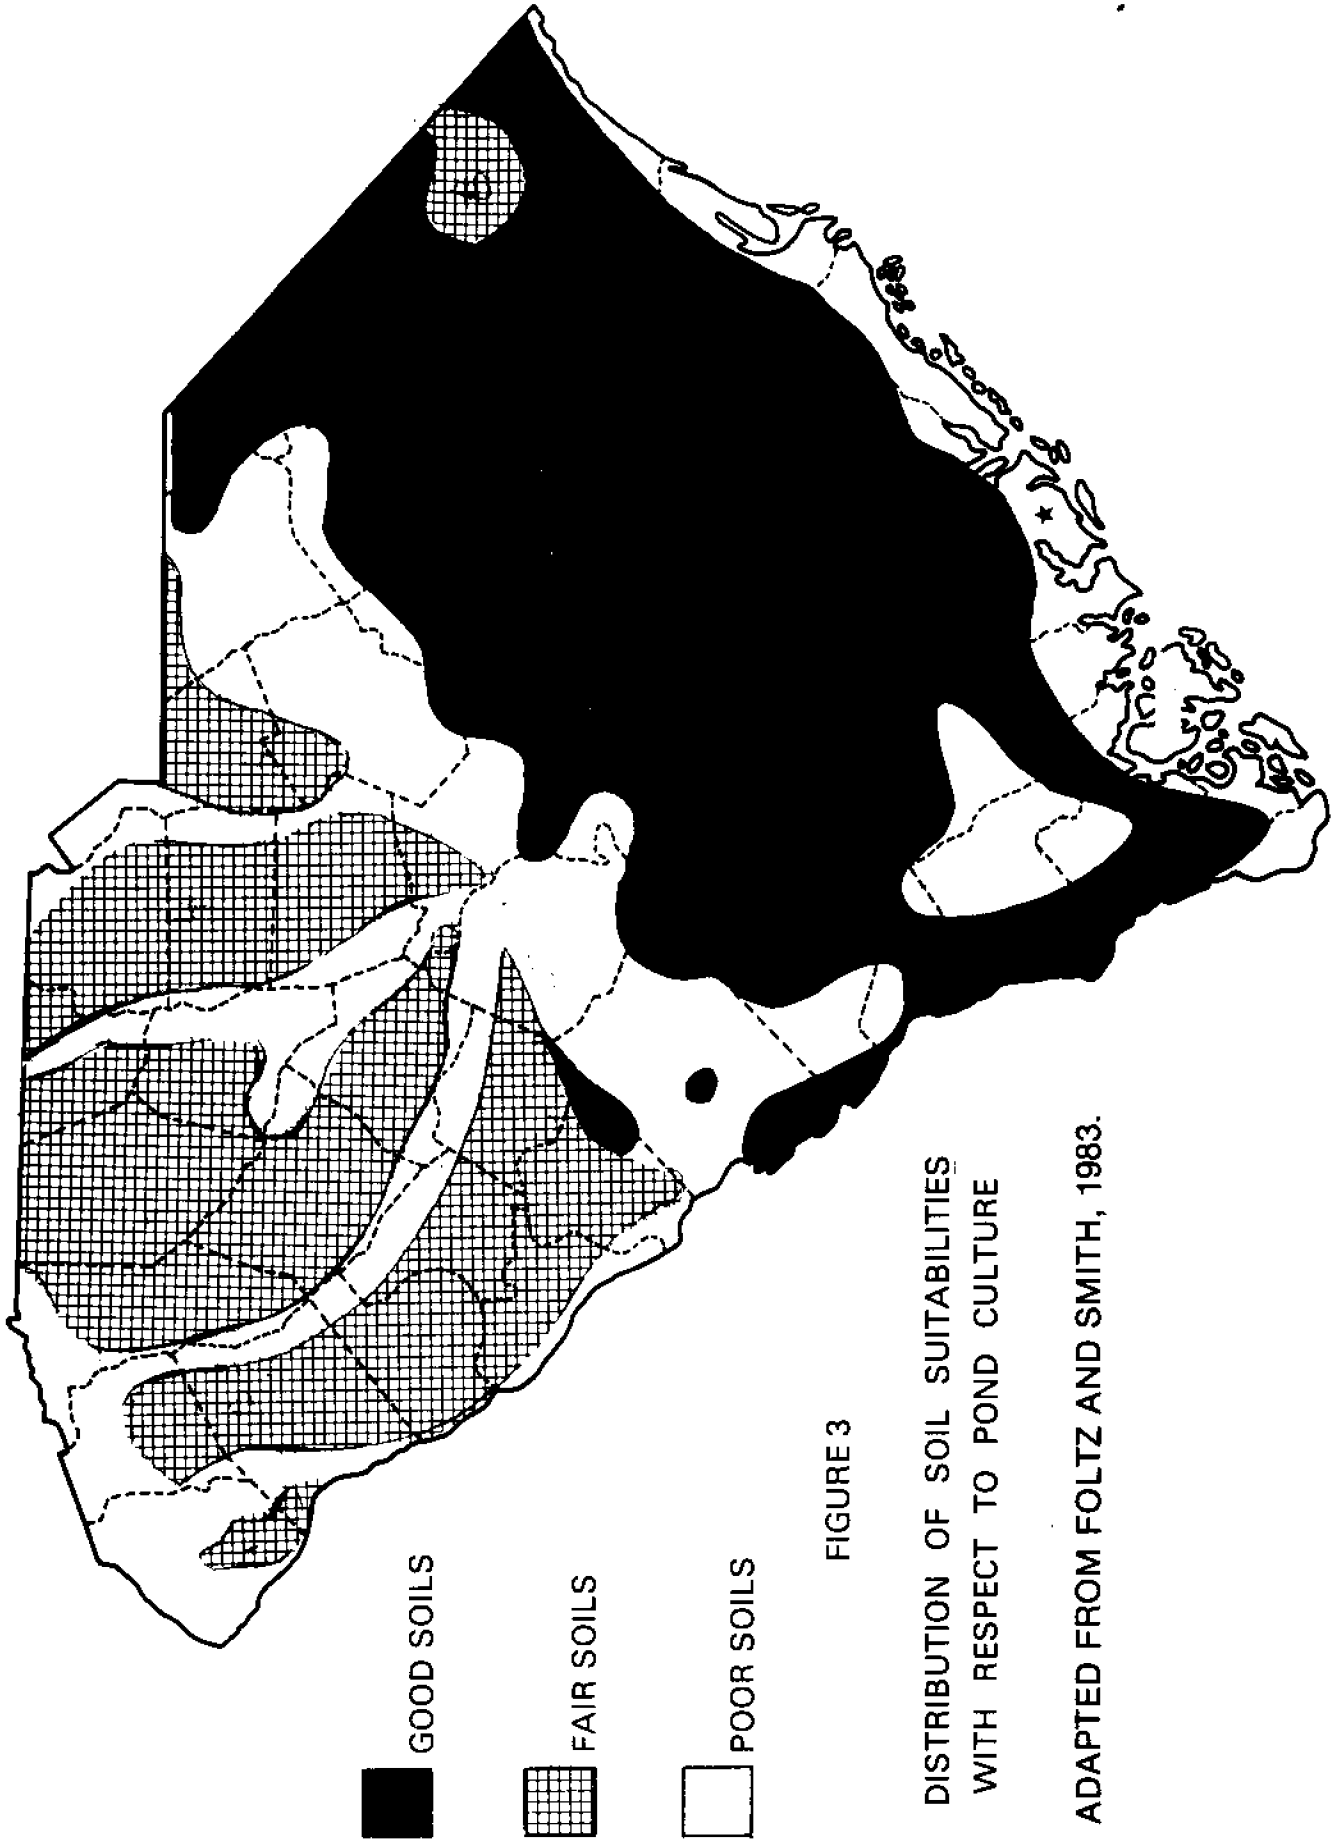 GOOD SOILS
FAIR SOILS
POOR SOILS
FIGURE 3
DISTRIBUTION OF SOIL SUITABILITIES
WITH RESPECT TO POND CULTURE
ADAPTED FROM FOLTZ AND SMITH, 1983.